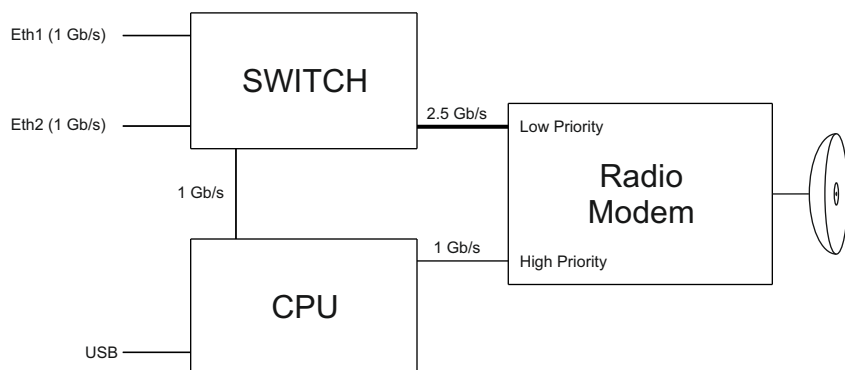 Eth1 (1 Gb/s)
SWITCH
2.5 Gb/s
Eth2 (1 Gb/s)
Low Priority
Radio
Modem
1 Gb/s
1 Gb/s
High Priority
CPU
USB